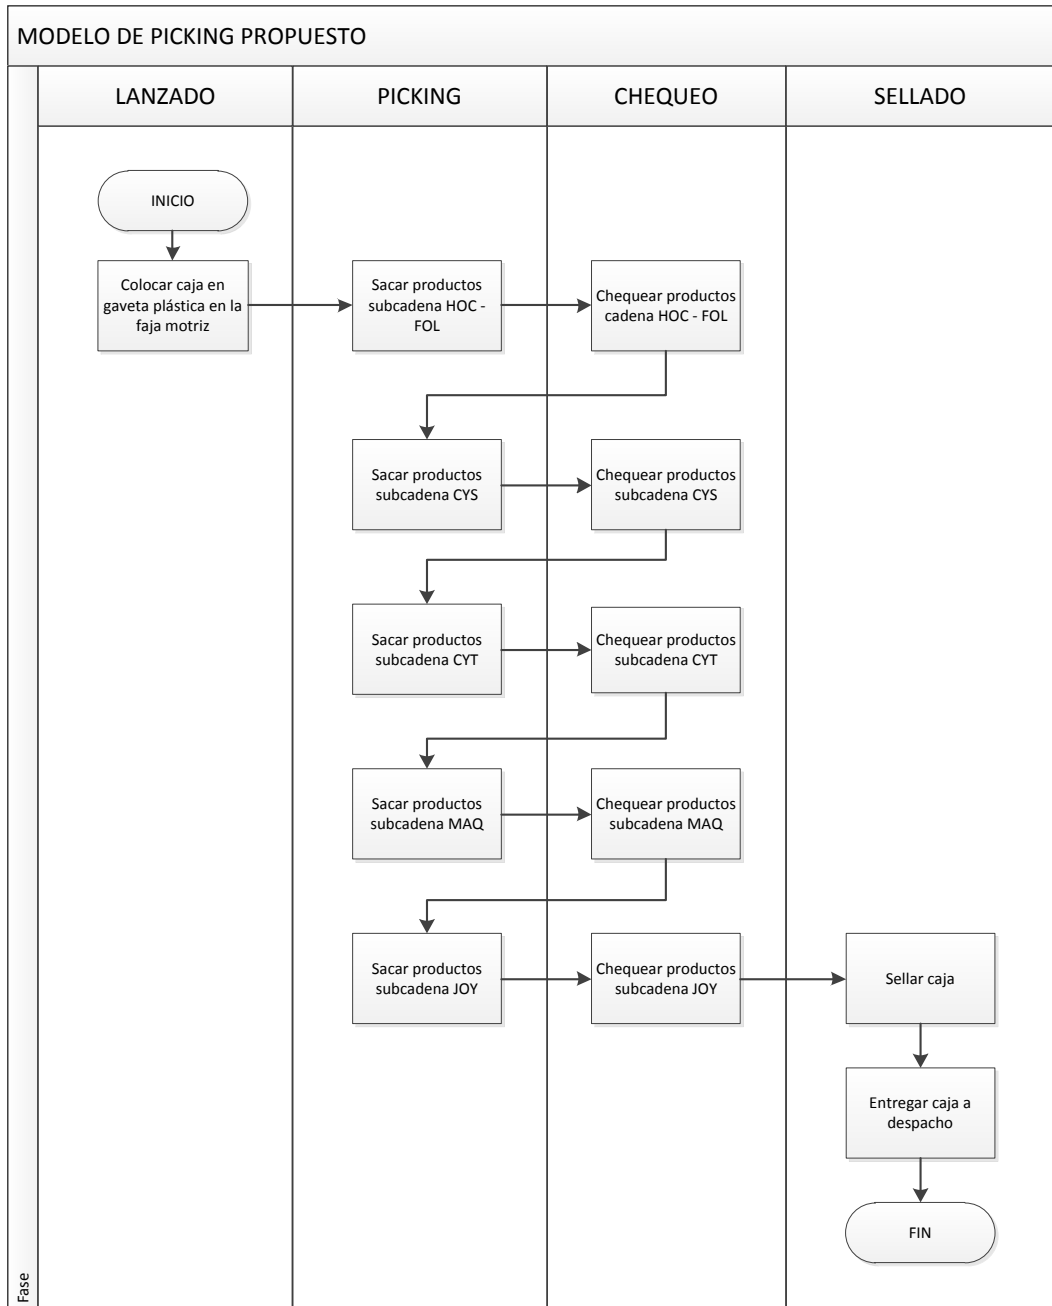 MODELO DE PICKING PROPUESTO
LANZADO
PICKING
CHEQUEO
SELLADO
INICIO
Colocar caja en
gaveta plástica en la
faja motriz
Sacar productos
subcadena HOC -
FOL
Chequear productos
cadena HOC - FOL
Sacar productos
subcadena CYS
Chequear productos
subcadena CYS
Sacar productos
subcadena CYT
Chequear productos
subcadena CYT
Sacar productos
subcadena MAQ
Chequear productos
subcadena MAQ
Sacar productos
subcadena JOY
Chequear productos
subcadena JOY
Sellar caja
Entregar caja a
despacho
FIN
Fase